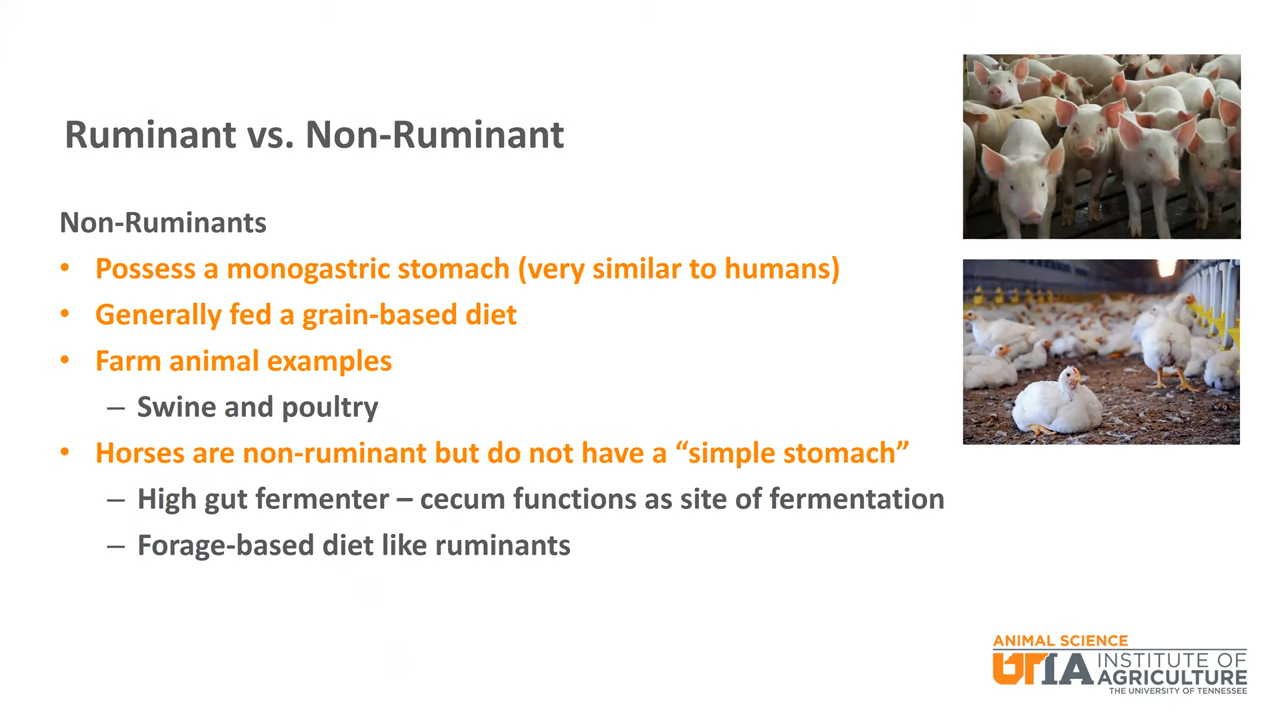 Ruminant vs. Non-Ruminant
Non-Ruminants
• Possess a monogastric stomach (very similar to humans)
• Generally fed a grain-based diet
• Farm animal examples
– Swine and poultry
• Horses are non-ruminant but do not have a “simple stomach”
– High gut fermenter – cecum functions as site of fermentation
– Forage-based diet like ruminants
ANIMAL SCIENCE
UTIA INSTITUTE OF
AGRICULTURE
THE UNIVERSITY OF TENNESSEE